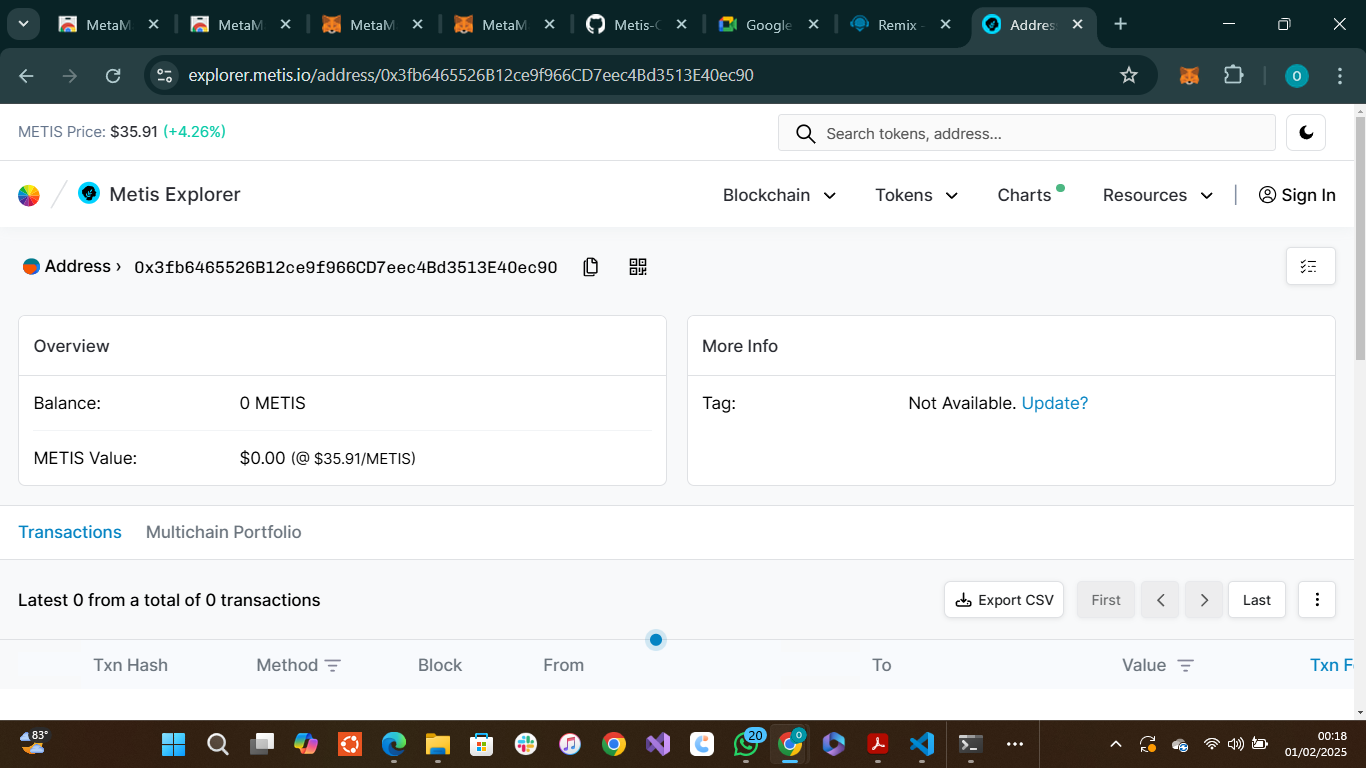 MetaM
MetaM
MetaM
MetaM
Metis-
Google
Remix -
Addres
explorer.metis.io/address/0x3fb6465526B12ce9f966CD7eec4Bd3513E40ec90
O
METIS Price: $35.91 (+4.26%)
Search tokens, address...
Metis Explorer
Blockchain
Tokens
Charts
Resources
Sign In
Address › 0x3fb6465526B12ce9f966CD7eec4Bd3513E40ec90
Overview
More Info
Balance:
0 METIS
Tag:
Not Available. Update?
METIS Value:
$0.00 (@ $35.91/METIS)
Transactions
Multichain Portfolio
Latest 0 from a total of 0 transactions
Export CSV
First
Last
Txn Hash
Method
Block
From
To
Value
Txn F
83°
20
O
00:18
01/02/2025